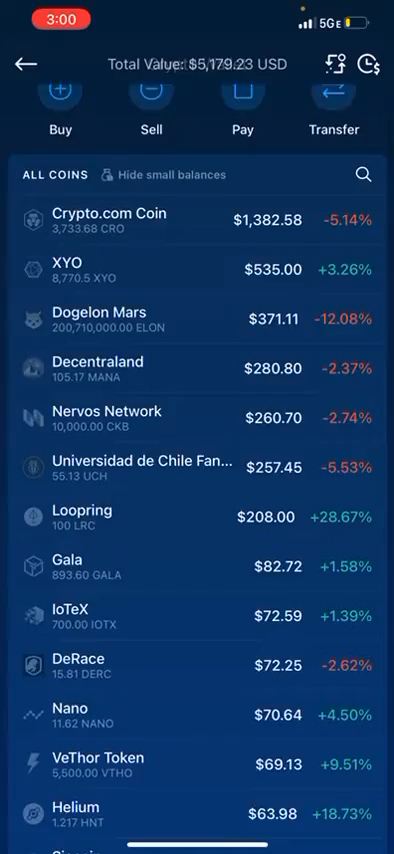 3:00
5GE
Total Value: $5,179.23 USD
Buy
Sell
Pay
Transfer
ALL COINS
Hide small balances
Crypto.com Coin
$1,382.58
-5.14%
3,733.68 CRO
XYO
$535.00
+3.26%
8,770.5 XYO
Dogelon Mars
$371.11
-12.08%
200,710,000.00 ELON
Decentraland
$280.80
-2.37%
105.17 MANA
Nervos Network
$260.70
-2.74%
10,000.00 CKB
Universidad de Chile Fan...
$257.45
-5.53%
55.13 UCH
Loopring
$208.00
+28.67%
100 LRC
Gala
$82.72
+1.58%
893.60 GALA
IoTeX
$72.59
+1.39%
700.00 IOTX
DeRace
$72.25
-2.62%
15.81 DERC
Nano
$70.64
+4.50%
11.62 NANO
VeThor Token
$69.13
+9.51%
5,500.00 VTHO
Helium
$63.98
+18.73%
1.217 HNT